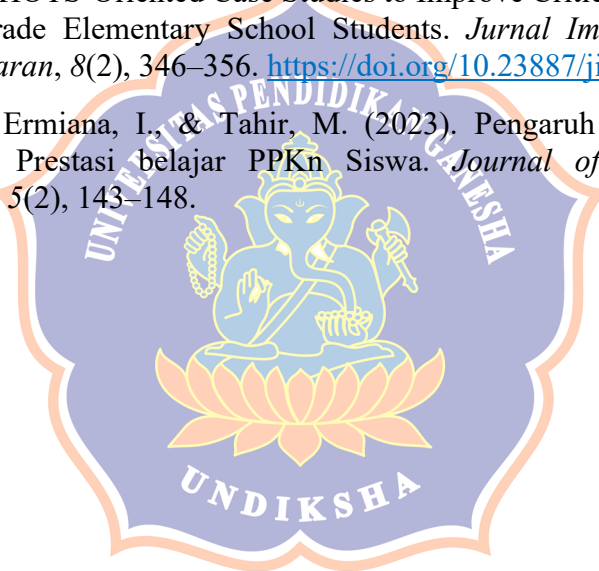 HOTS-Oriented Case Studies to Improve Critic
rade Elementary School Students. Jurnal Im
aran, 8(2), 346–356. https://doi.org/10.23887/ji
Ermiana, I., & Tahir, M. (2023). Pengaruh
Prestasi belajar PPKn Siswa. Journal of
5(2), 143–148.
UNIVERSITAS PENDIDIKAN GANESHA
UNDIKSHA